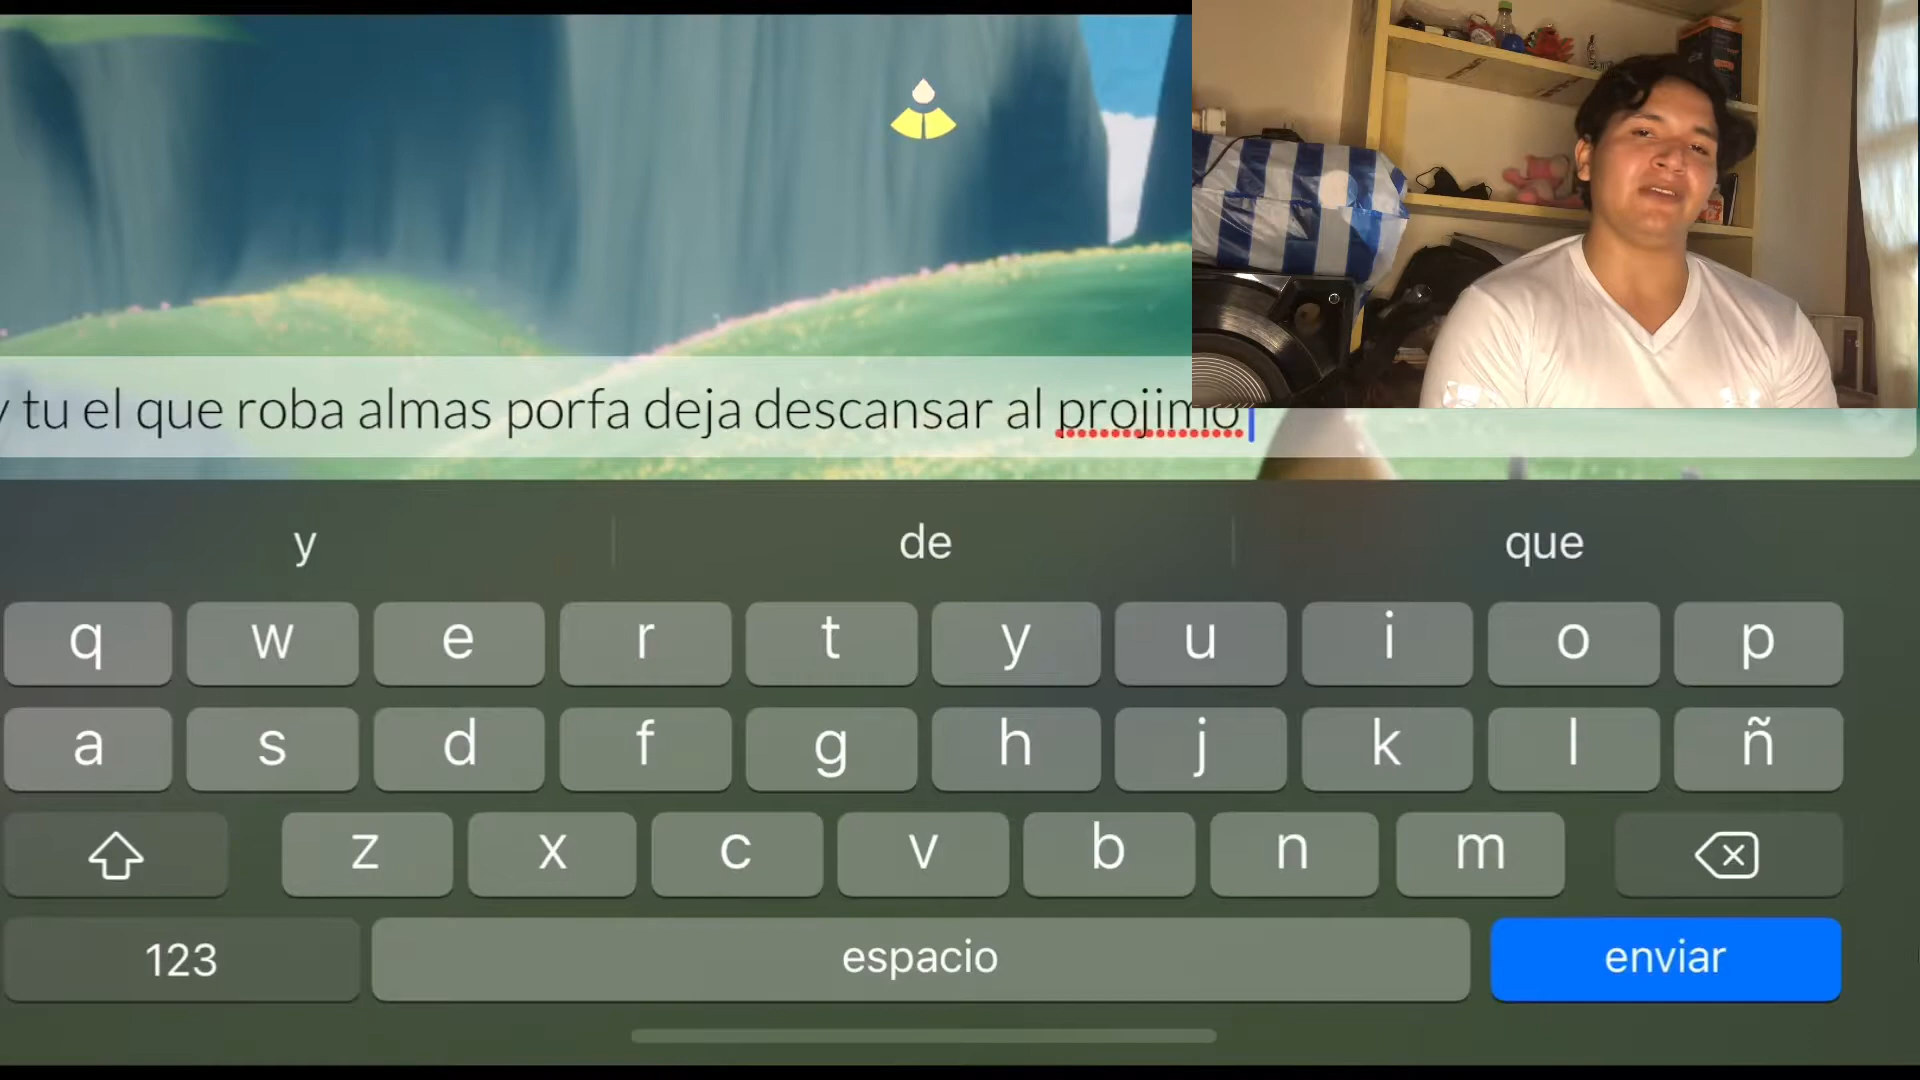 y tu el que roba almas porfa deja descansar al projimo
y de que
q w e r t y u i o p
a s d f g h j k l ñ
z x c v b n m
123 espacio enviar